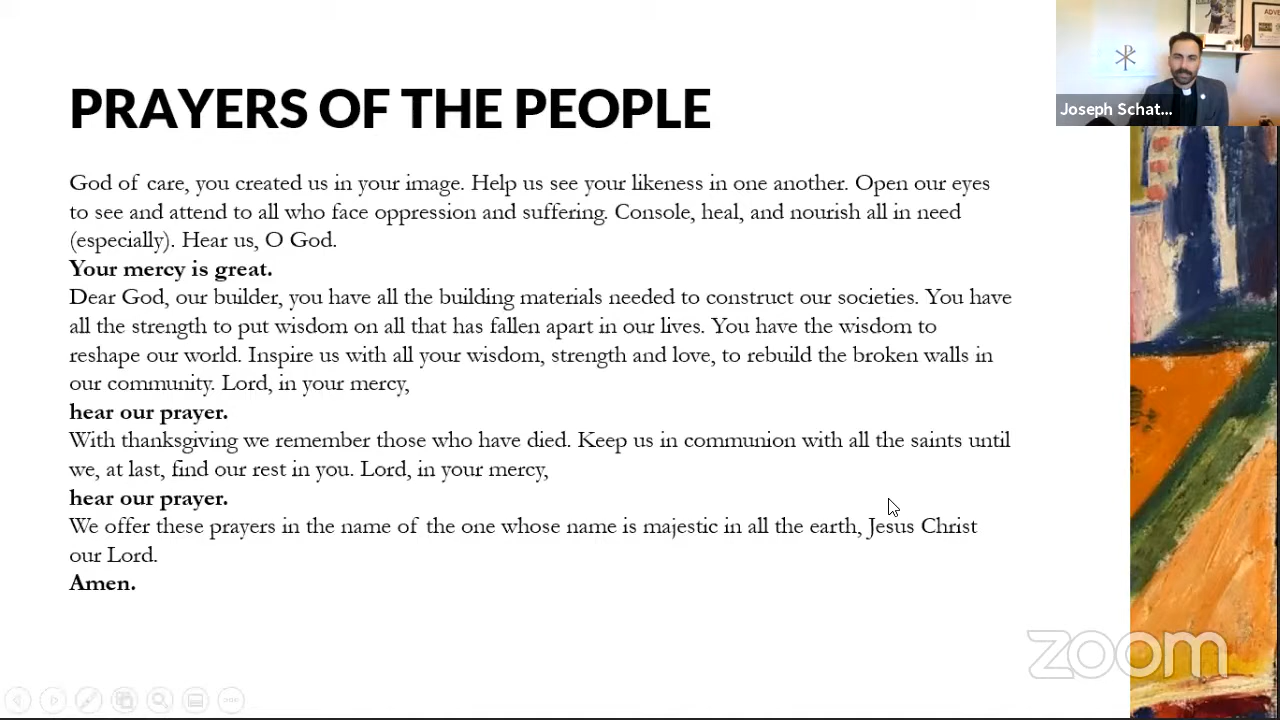 PRAYERS OF THE PEOPLE
God of care, you created us in your image. Help us see your likeness in one another. Open our eyes
to see and attend to all who face oppression and suffering. Console, heal, and nourish all in need
(especially). Hear us, O God.
Your mercy is great.
Dear God, our builder, you have all the building materials needed to construct our societies. You have
all the strength to put wisdom on all that has fallen apart in our lives. You have the wisdom to
reshape our world. Inspire us with all your wisdom, strength and love, to rebuild the broken walls in
our community. Lord, in your mercy,
hear our prayer.
With thanksgiving we remember those who have died. Keep us in communion with all the saints until
we, at last, find our rest in you. Lord, in your mercy,
hear our prayer.
We offer these prayers in the name of the one whose name is majestic in all the earth, Jesus Christ
our Lord.
Amen.
Joseph Schat...
ADVE
zoom